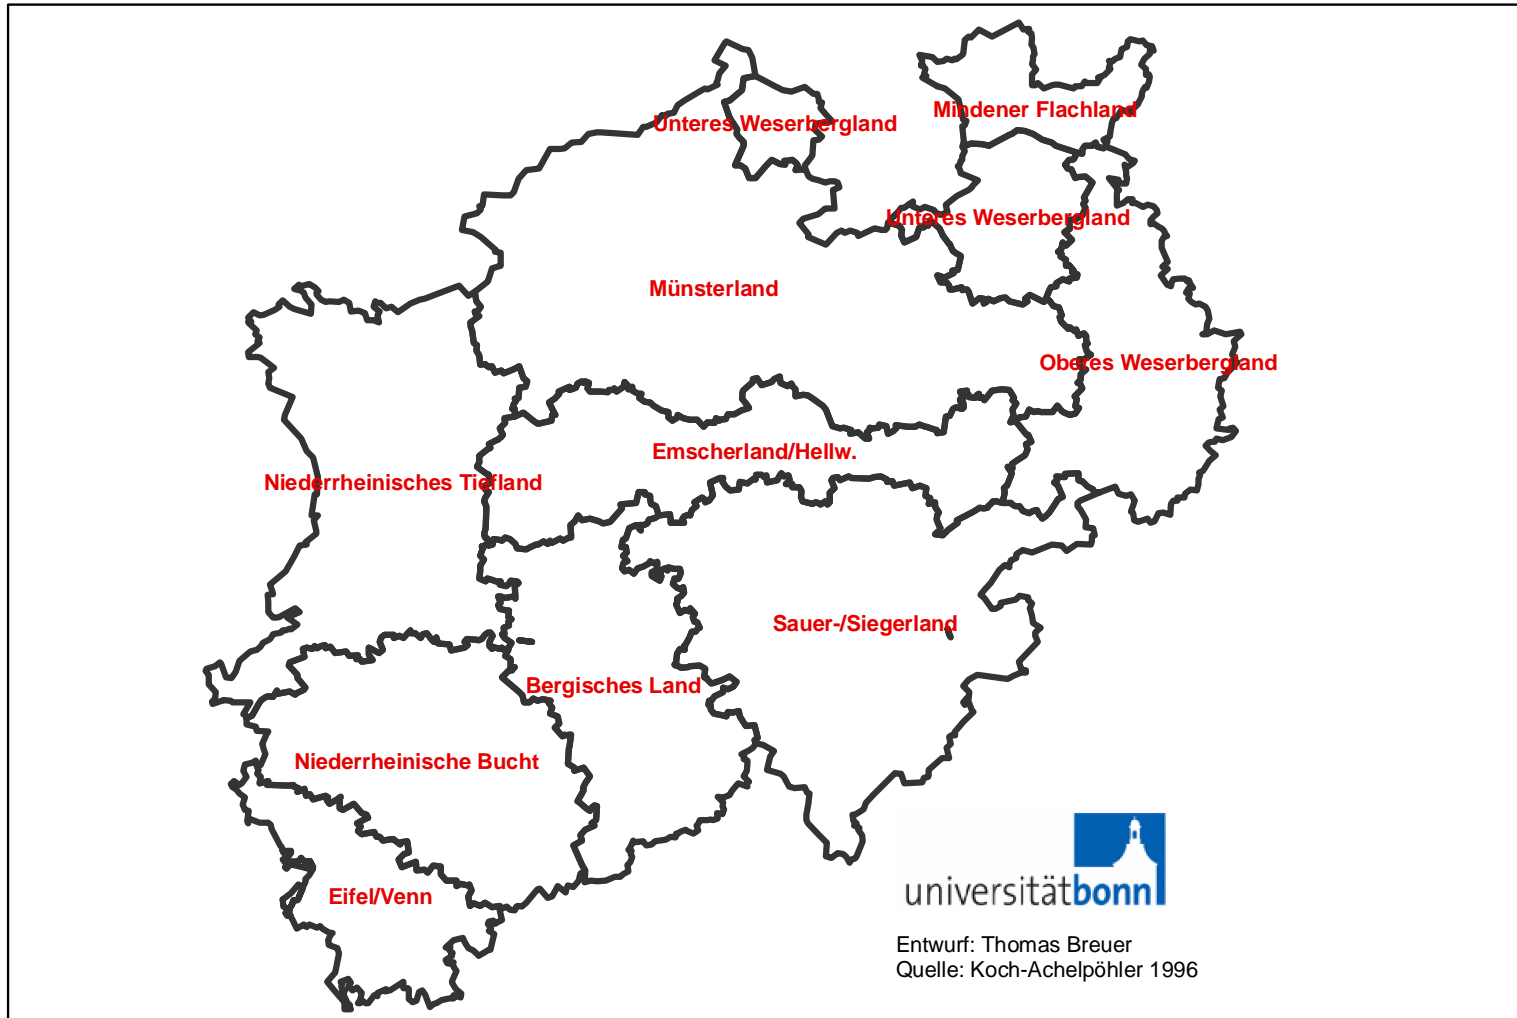 Mindener Flachland
Unteres Weserbergland
Unteres Weserbergland
Münsterland
Oberes Weserbergland
Emscherland/Hellw.
Niederrheinisches Tiefland
Sauer-/Siegerland
Bergisches Land
Niederrheinische Bucht
Eifel/Venn
universitätbonn
Entwurf: Thomas Breuer
Quelle: Koch-Achelpöhler 1996